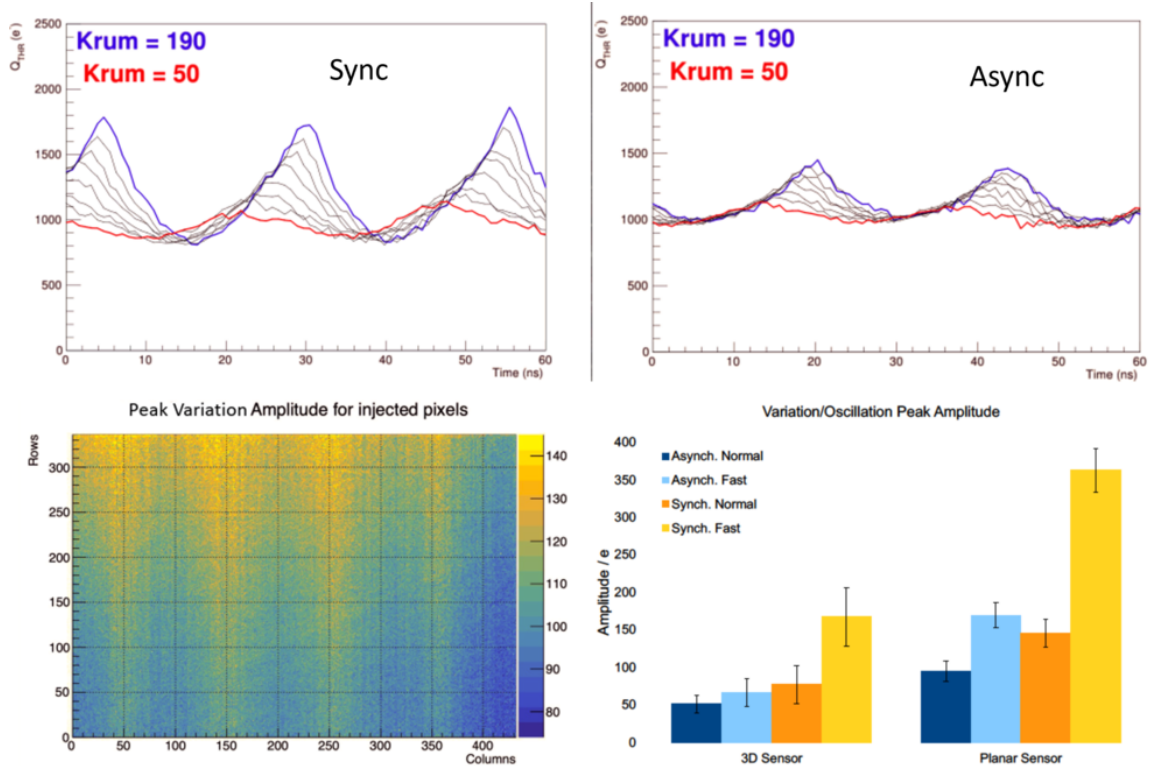 Krum = 190
Krum = 50
Sync
Q_THR (e⁻)
2500
2000
1500
1000
500
0
0 10 20 30 40 50 60
Time (ns)
Krum = 190
Krum = 50
Async
Q_THR (e⁻)
2500
2000
1500
1000
500
0
0 10 20 30 40 50 60
Time (ns)
Peak Variation Amplitude for injected pixels
Rows
300
250
200
150
100
50
0
0 50 100 150 200 250 300 350 400
Columns
140
130
120
110
100
90
80
Variation/Oscillation Peak Amplitude
Asynch. Normal
Asynch. Fast
Synch. Normal
Synch. Fast
Amplitude / e
400
350
300
250
200
150
100
50
0
3D Sensor
Planar Sensor